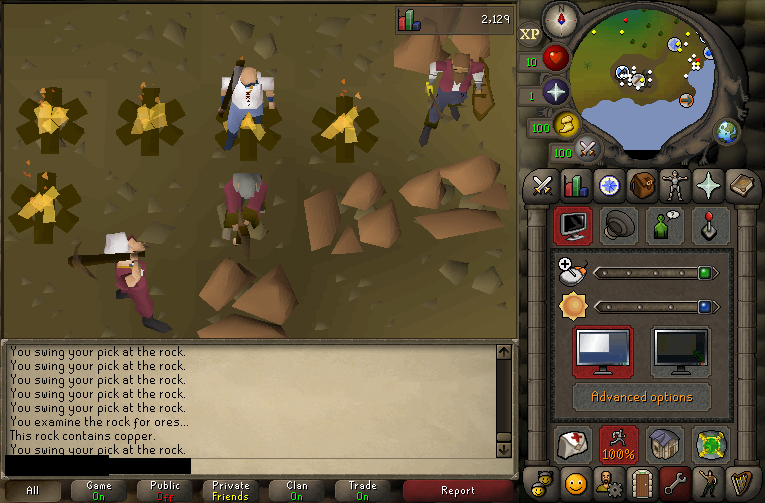 2,129
XP
10
1
100
100
You swing your pick at the rock.
You swing your pick at the rock.
You swing your pick at the rock.
You swing your pick at the rock.
You swing your pick at the rock.
You examine the rock for ores...
This rock contains copper.
You swing your pick at the rock.
Advanced options
100%
All
Game
On
Public
Off
Private
Friends
Clan
On
Trade
On
Report